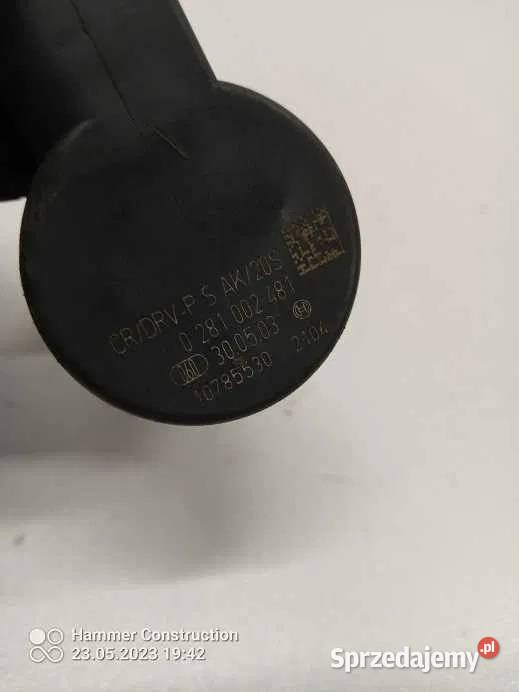 CR/DRV-P S AK/20S
0 281 002 481
060 30.05.03
10785530 2104
Hammer Construction
23.05.2023 19:42
Sprzedajemy.pl